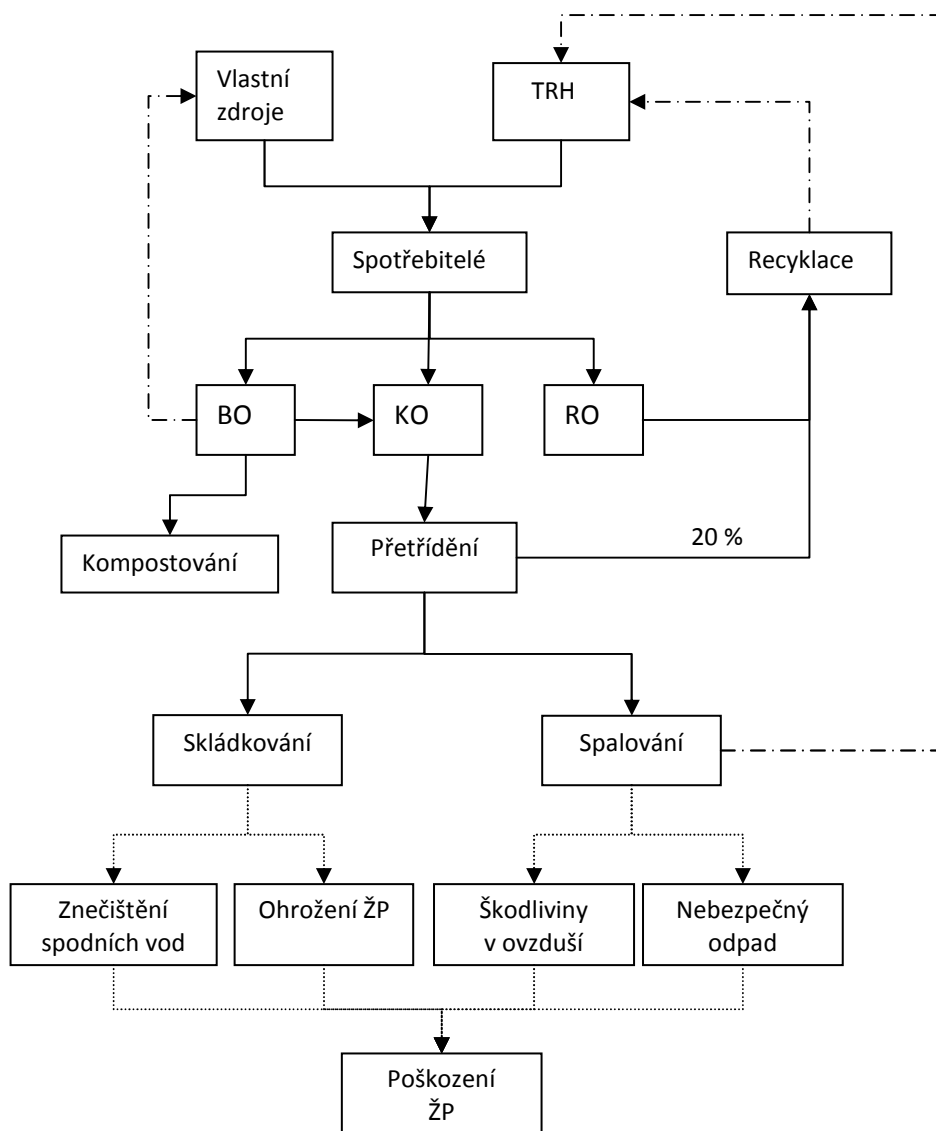 Vlastní
zdroje
TRH
Spotřebitelé
Recyklace
BO
KO
RO
Kompostování
Přetřídění
20 %
Skládkování
Spalování
Znečištění
spodních vod
Ohrožení ŽP
Škodliviny
v ovzduší
Nebezpečný
odpad
Poškození
ŽP